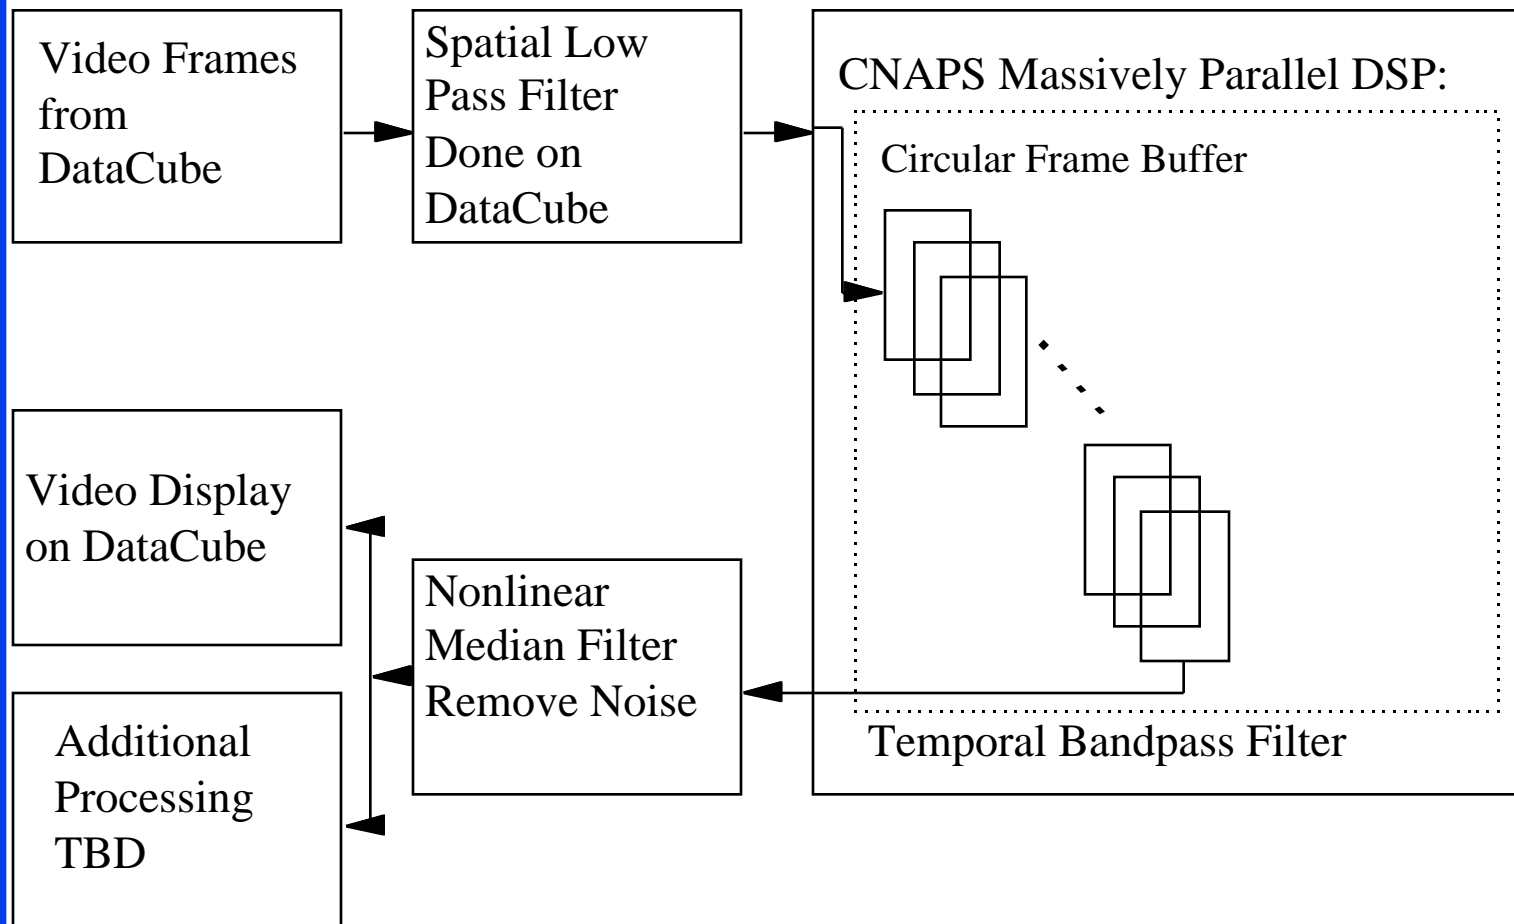 Video Frames
from
DataCube
Spatial Low
Pass Filter
Done on
DataCube
CNAPS Massively Parallel DSP:
Circular Frame Buffer
Temporal Bandpass Filter
Nonlinear
Median Filter
Remove Noise
Video Display
on DataCube
Additional
Processing
TBD